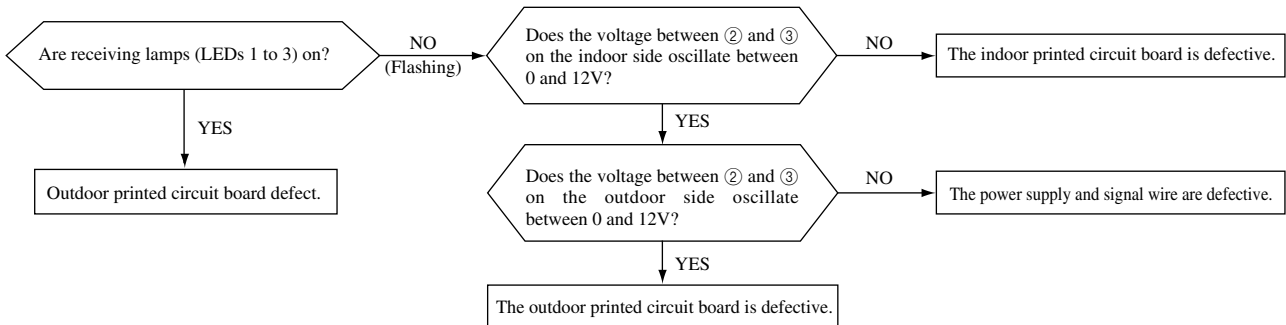 Are receiving lamps (LEDs 1 to 3) on?
NO
(Flashing)
Does the voltage between ② and ③
on the indoor side oscillate between
0 and 12V?
NO
The indoor printed circuit board is defective.
YES
Outdoor printed circuit board defect.
YES
Does the voltage between ② and ③
on the outdoor side oscillate
between 0 and 12V?
NO
The power supply and signal wire are defective.
YES
The outdoor printed circuit board is defective.